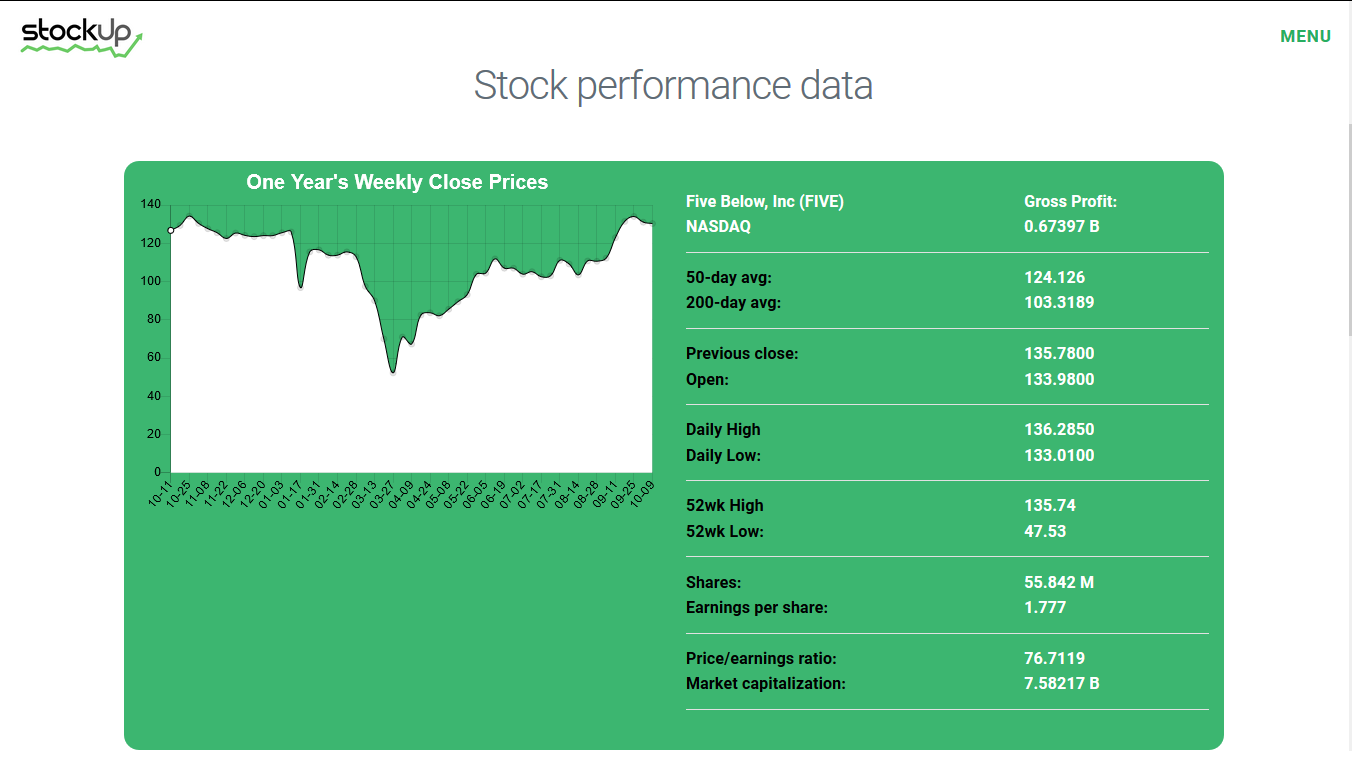 stockUp
MENU
Stock performance data
One Year's Weekly Close Prices
140
120
100
80
60
40
20
0
10-11 10-25 11-08 11-22 12-06 12-20 01-03 01-17 01-31 02-14 02-28 03-13 03-27 04-09 04-24 05-08 05-22 06-05 06-19 07-02 07-17 07-31 08-14 08-28 09-11 09-25 10-09
Five Below, Inc (FIVE) Gross Profit:
NASDAQ 0.67397 B
50-day avg: 124.126
200-day avg: 103.3189
Previous close: 135.7800
Open: 133.9800
Daily High 136.2850
Daily Low: 133.0100
52wk High 135.74
52wk Low: 47.53
Shares: 55.842 M
Earnings per share: 1.777
Price/earnings ratio: 76.7119
Market capitalization: 7.58217 B